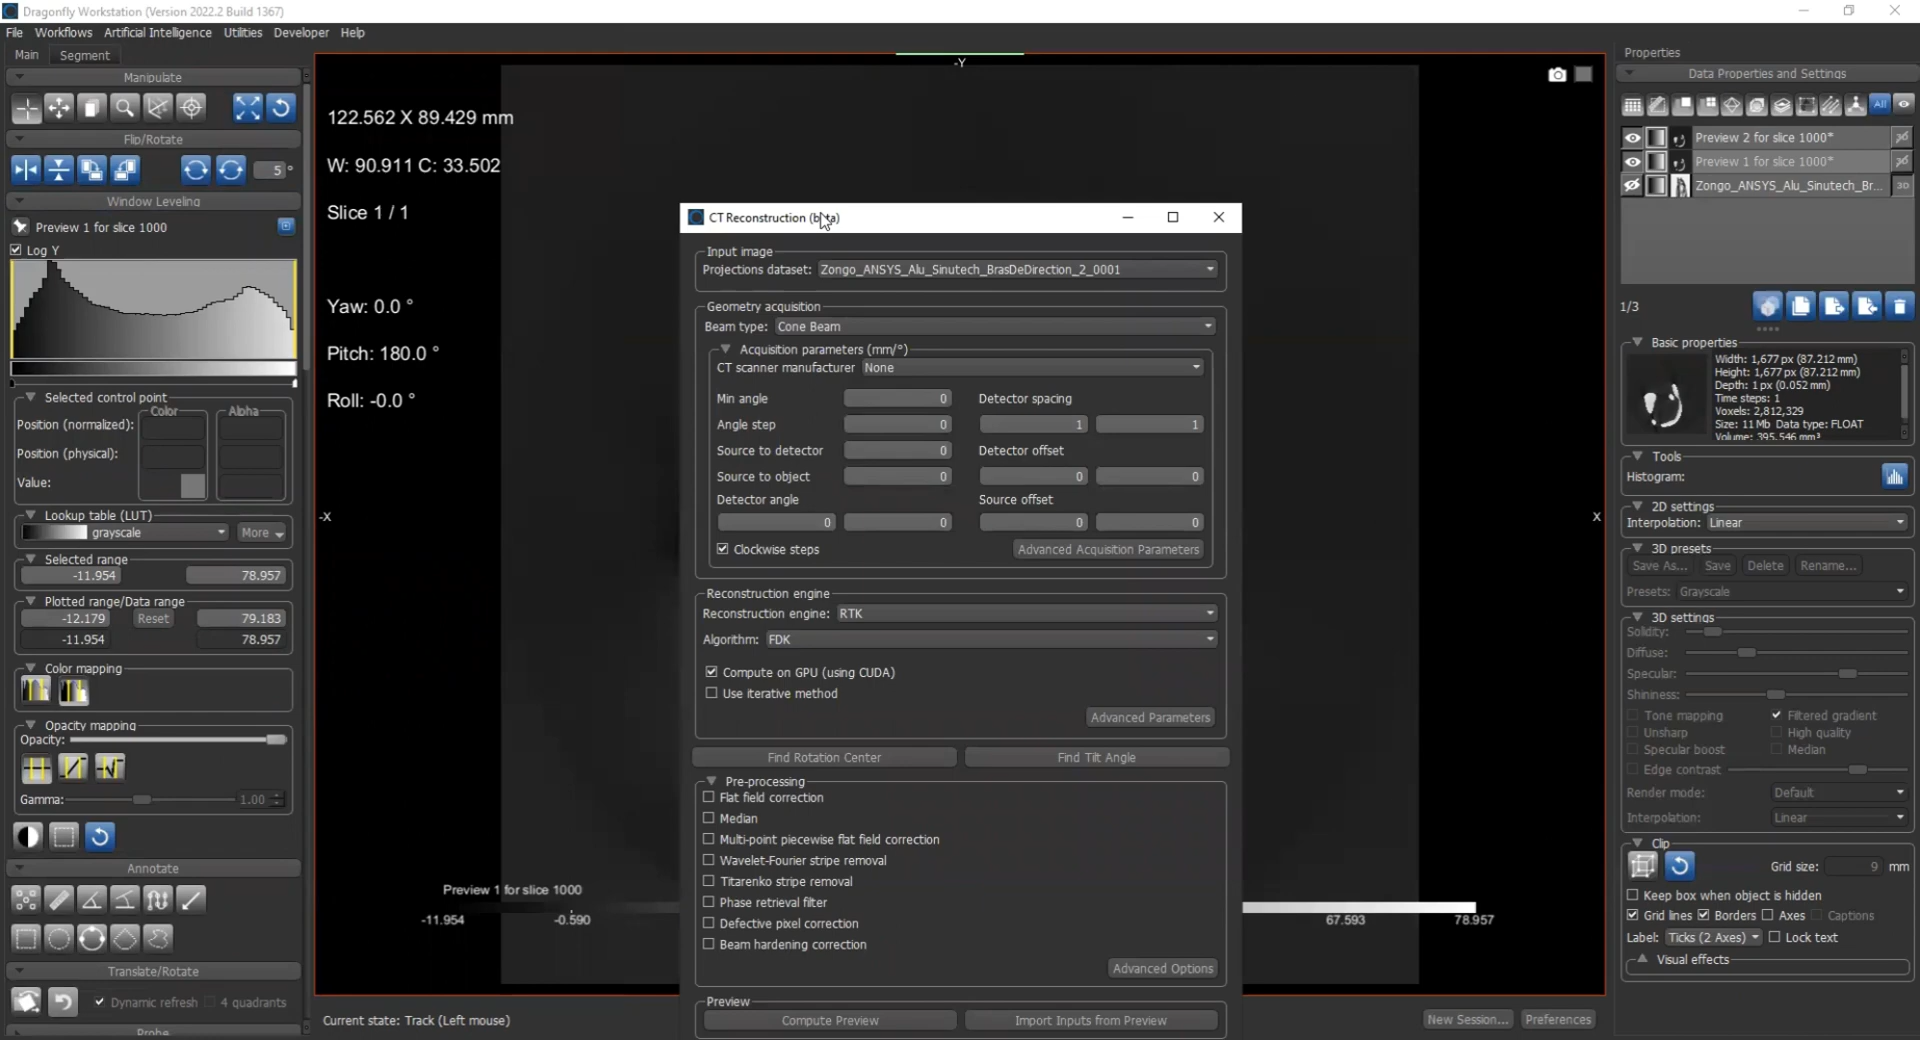 Dragonfly Workstation (Version 2022.2 Build 1367)
File Workflows Artificial Intelligence Utilities Developer Help
Main Segment
Manipulate
Flip/Rotate
5 °
Window Leveling
Preview 1 for slice 1000
Log Y
Selected control point
Color Alpha
Position (normalized):
Position (physical):
Value:
Lookup table (LUT)
grayscale More
Selected range
-11.954 78.957
Plotted range/Data range
-12.179 Reset 79.183
-11.954 78.957
Color mapping
Opacity mapping
Opacity:
Gamma: 1.00
Annotate
Translate/Rotate
Dynamic refresh 4 quadrants
Probe
-Y
122.562 X 89.429 mm
W: 90.911 C: 33.502
Slice 1 / 1
Yaw: 0.0 °
Pitch: 180.0 °
Roll: -0.0 °
-X
X
Preview 1 for slice 1000
-11.954 -0.590 67.593 78.957
Current state: Track (Left mouse)
New Session... Preferences
CT Reconstruction (beta)
Input image
Projections dataset: Zongo_ANSYS_Alu_Sinutech_BrasDeDirection_2_0001
Geometry acquisition
Beam type: Cone Beam
Acquisition parameters (mm/°)
CT scanner manufacturer None
Min angle 0 Detector spacing
Angle step 0 1 1
Source to detector 0 Detector offset
Source to object 0 0 0
Detector angle Source offset
0 0 0 0
Clockwise steps Advanced Acquisition Parameters
Reconstruction engine
Reconstruction engine: RTK
Algorithm: FDK
Compute on GPU (using CUDA)
Use iterative method
Advanced Parameters
Find Rotation Center Find Tilt Angle
Pre-processing
Flat field correction
Median
Multi-point piecewise flat field correction
Wavelet-Fourier stripe removal
Titarenko stripe removal
Phase retrieval filter
Defective pixel correction
Beam hardening correction
Advanced Options
Preview
Compute Preview Import Inputs from Preview
Properties
Data Properties and Settings
All
Preview 2 for slice 1000*
Preview 1 for slice 1000*
Zongo_ANSYS_Alu_Sinutech_Br... 3D
1/3
Basic properties
Width: 1,677 px (87.212 mm)
Height: 1,677 px (87.212 mm)
Depth: 1 px (0.052 mm)
Time steps: 1
Voxels: 2,812,329
Size: 11 Mb Data type: FLOAT
Volume: 395.546 mm³
Tools
Histogram:
2D settings
Interpolation: Linear
3D presets
Save As... Save Delete Rename...
Presets: Grayscale
3D settings
Solidity:
Diffuse:
Specular:
Shininess:
Tone mapping Filtered gradient
Unsharp High quality
Specular boost Median
Edge contrast
Render mode: Default
Interpolation: Linear
Clip
Grid size: 9 mm
Keep box when object is hidden
Grid lines Borders Axes Captions
Label: Ticks (2 Axes) Lock text
Visual effects